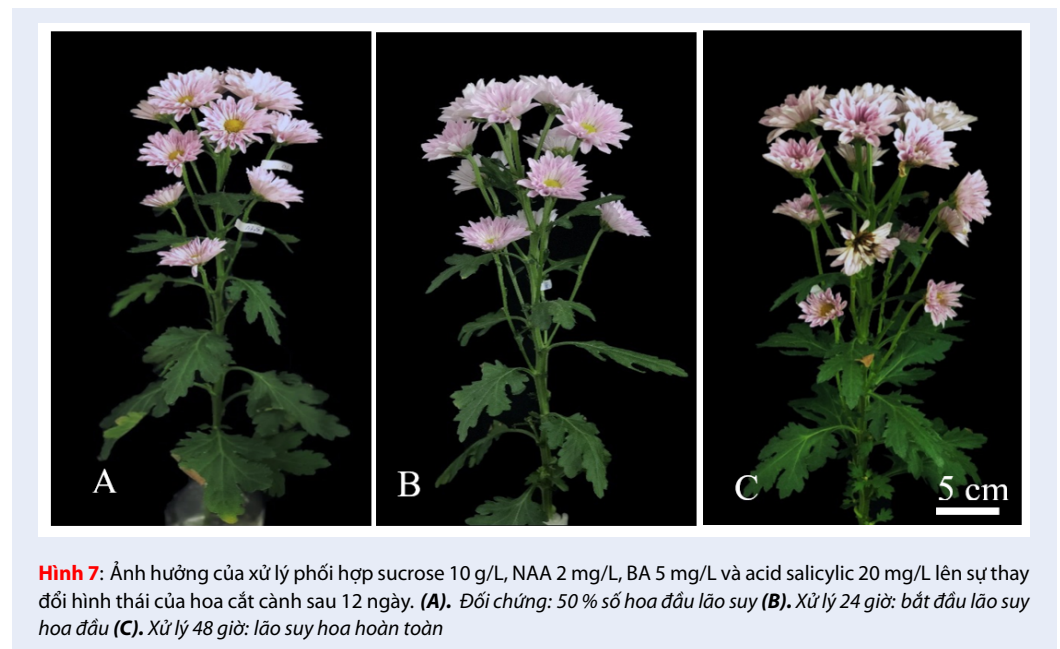 A
B
C
5 cm
Hình 7: Ảnh hưởng của xử lý phối hợp sucrose 10 g/L, NAA 2 mg/L, BA 5 mg/L và acid salicylic 20 mg/L lên sự thay
đổi hình thái của hoa cắt cành sau 12 ngày. (A). Đối chứng: 50 % số hoa đầu lão suy (B). Xử lý 24 giờ: bắt đầu lão suy
hoa đầu (C). Xử lý 48 giờ: lão suy hoa hoàn toàn